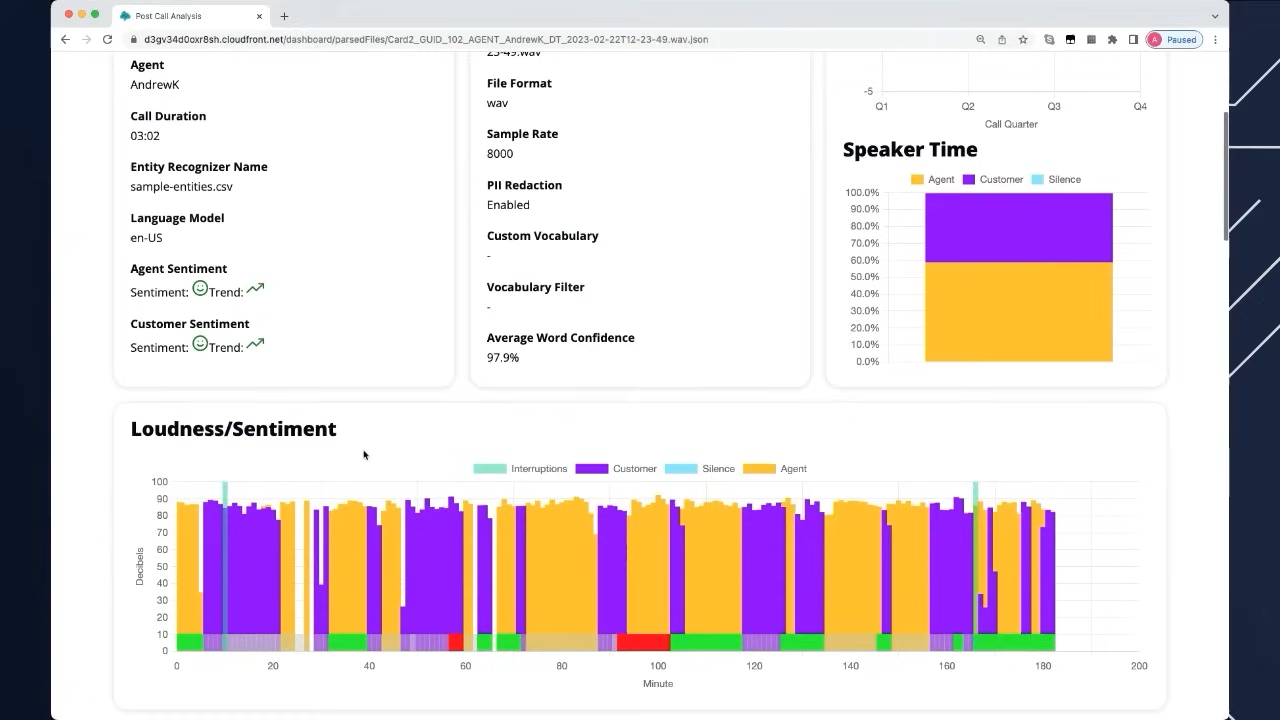 Post Call Analysis
d3gv34d0oxr8sh.cloudfront.net/dashboard/parsedFiles/Card2_GUID_102_AGENT_AndrewK_DT_2023-02-22T12-23-49.wav.json
A Paused
Agent
AndrewK
Call Duration
03:02
Entity Recognizer Name
sample-entities.csv
Language Model
en-US
Agent Sentiment
Sentiment: Trend:
Customer Sentiment
Sentiment: Trend:
23-49.wav
File Format
wav
Sample Rate
8000
PII Redaction
Enabled
Custom Vocabulary
-
Vocabulary Filter
-
Average Word Confidence
97.9%
-5
Q1 Q2 Q3 Q4
Call Quarter
Speaker Time
Agent Customer Silence
100.0%
90.0%
80.0%
70.0%
60.0%
50.0%
40.0%
30.0%
20.0%
10.0%
0.0%
Loudness/Sentiment
Interruptions Customer Silence Agent
Decibels
100
90
80
70
60
50
40
30
20
10
0
0 20 40 60 80 100 120 140 160 180 200
Minute